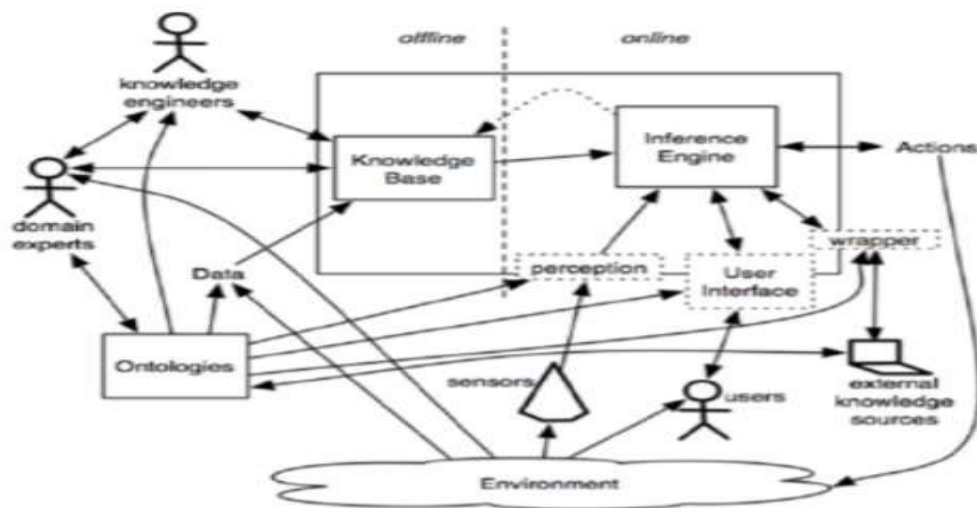 offline
online
knowledge
engineers
Knowledge
Base
Inference
Engine
Actions
domain
experts
wrapper
Data
perception
User
Interface
Ontologies
sensors
users
external
knowledge
sources
Environment